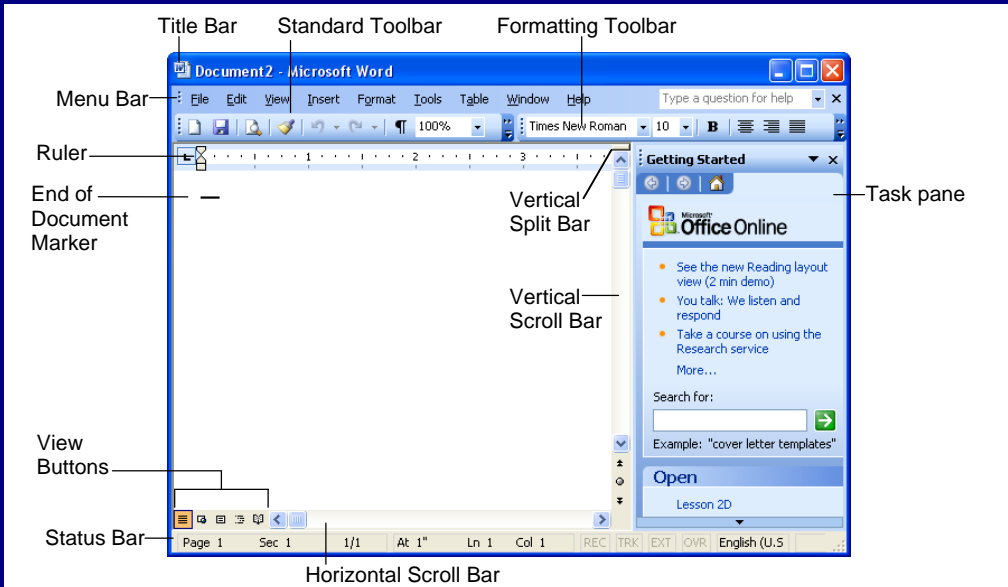 Title Bar
Standard Toolbar
Formatting Toolbar
Document2 - Microsoft Word
Menu Bar
File Edit View Insert Format Tools Table Window Help Type a question for help
100% Times New Roman 10 B
Ruler
1 2 3
Getting Started
End of
Document
Marker
Vertical
Split Bar
Task pane
Microsoft
Office Online
See the new Reading layout
view (2 min demo)
You talk: We listen and
respond
Take a course on using the
Research service
More...
Vertical
Scroll Bar
Search for:
Example: "cover letter templates"
View
Buttons
Open
Lesson 2D
Status Bar
Page 1 Sec 1 1/1 At 1" Ln 1 Col 1 REC TRK EXT OVR English (U.S
Horizontal Scroll Bar